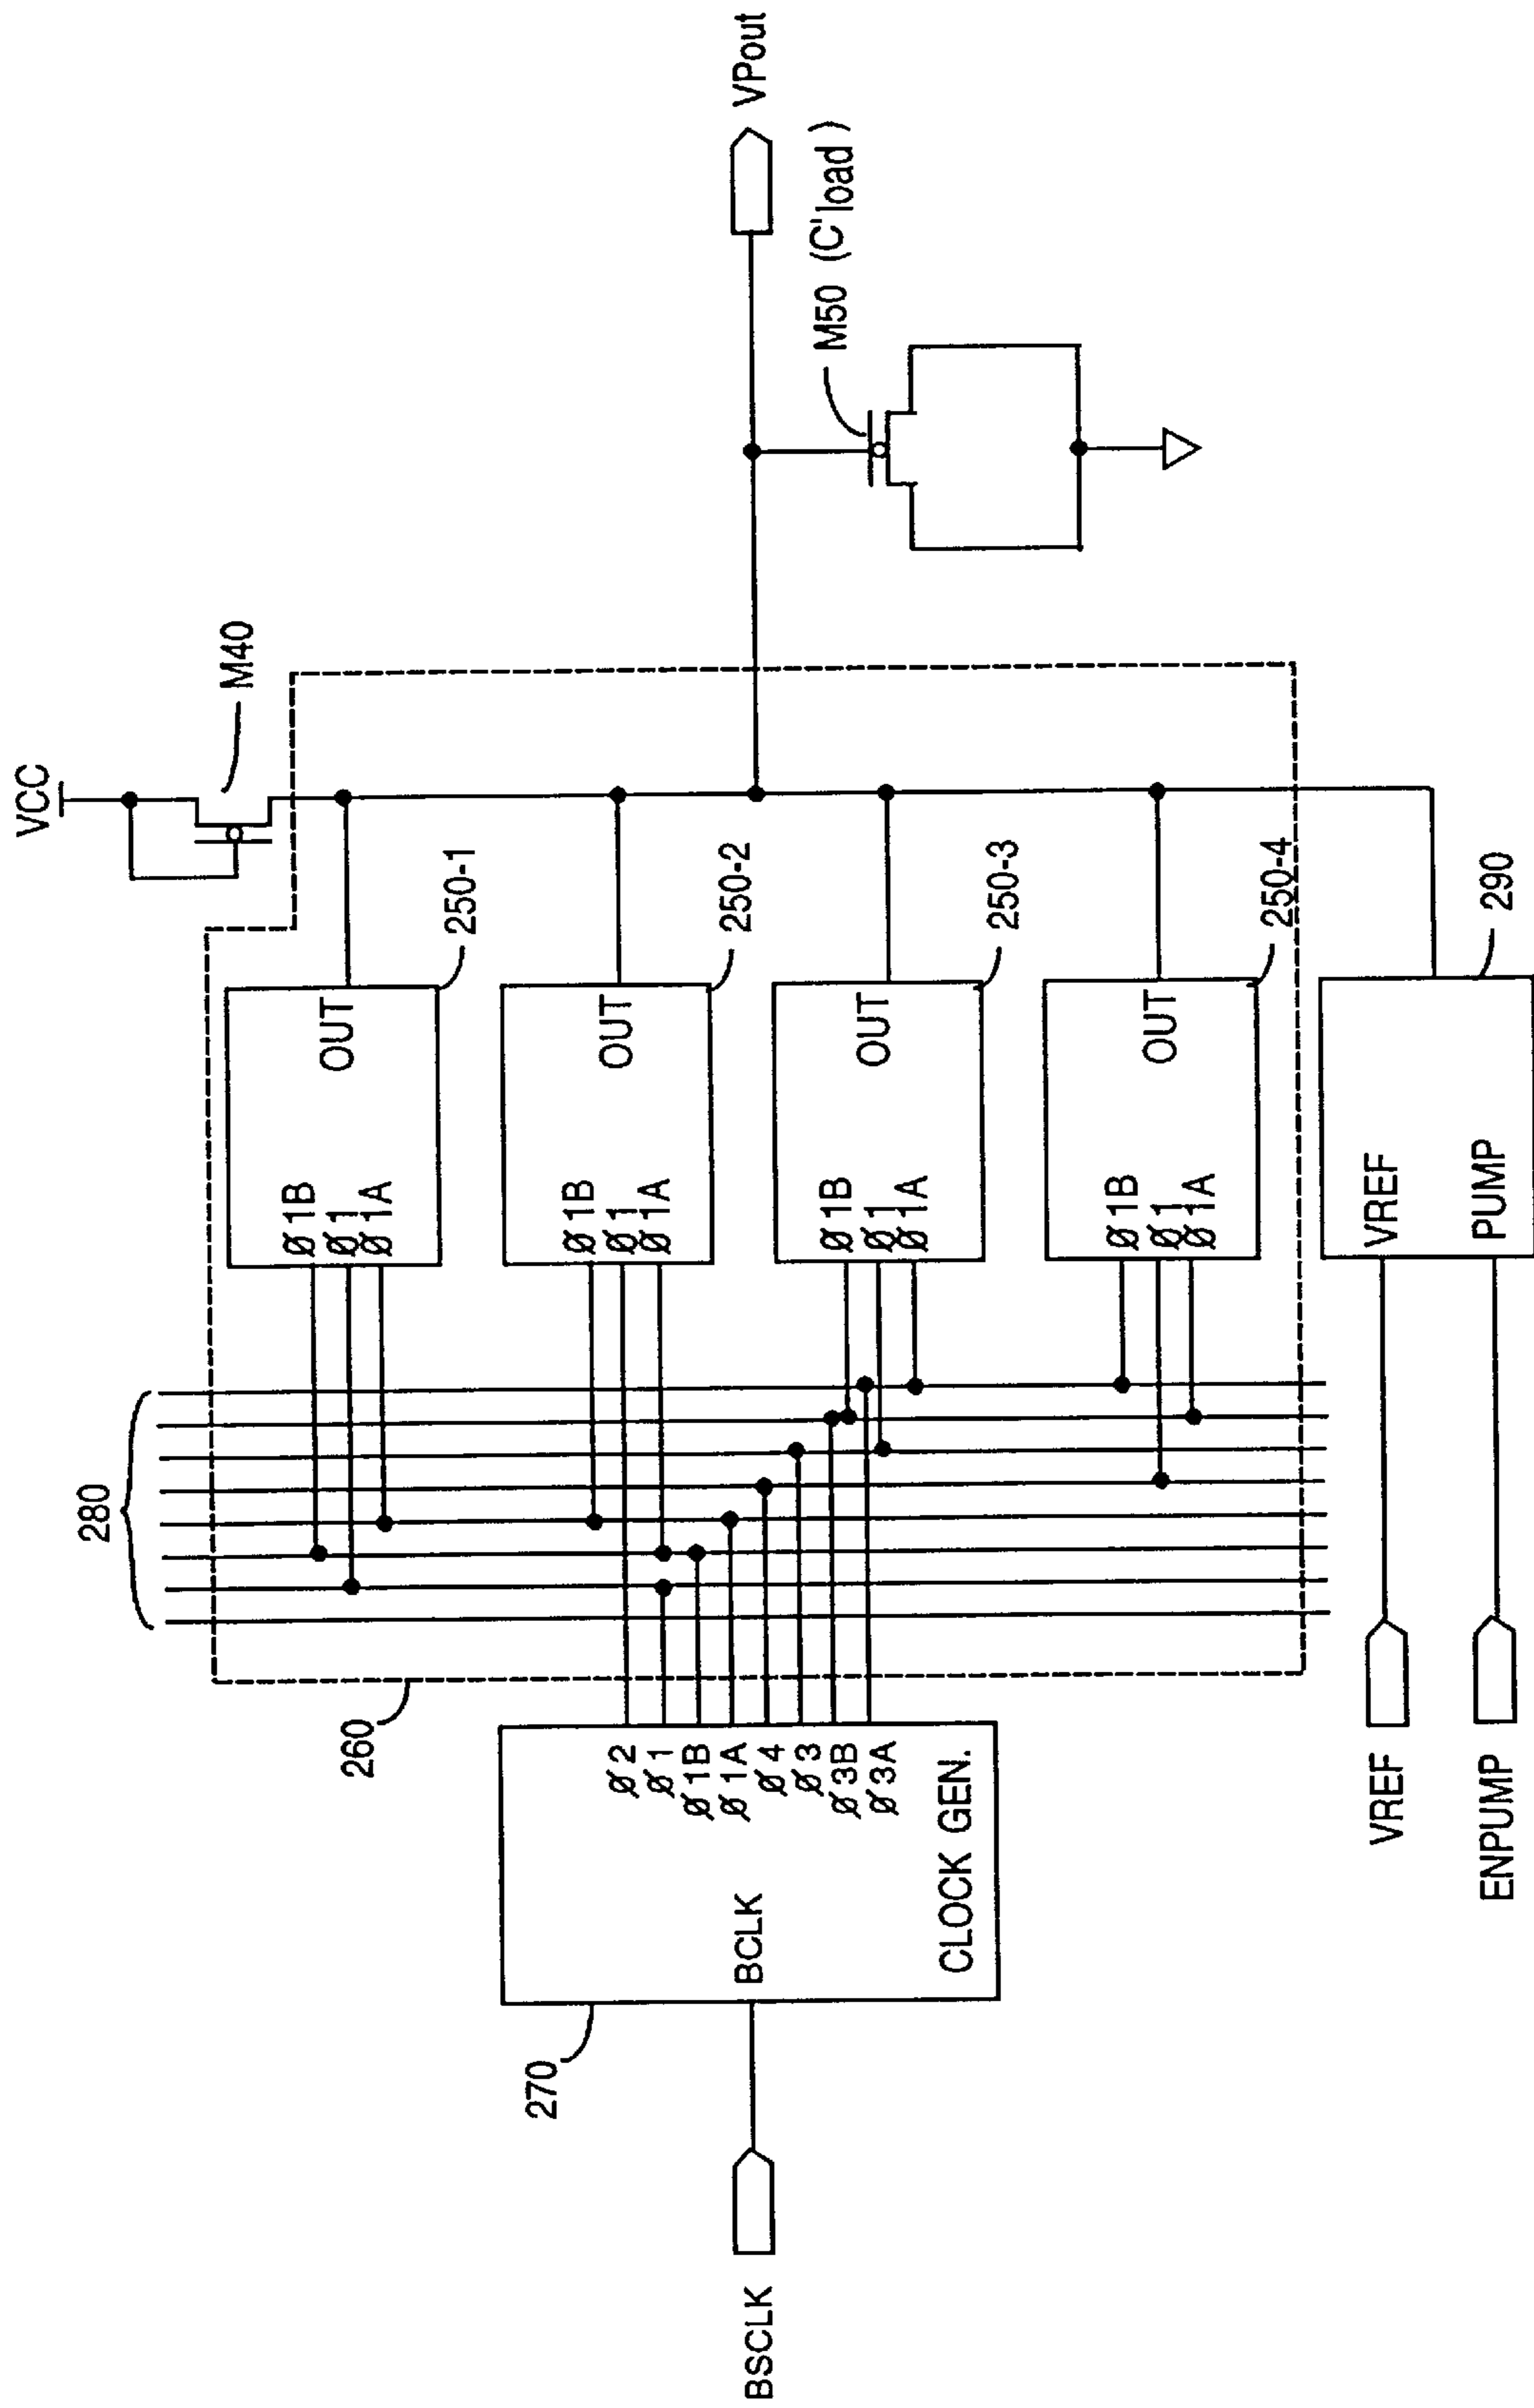 VCC
M40
VPout
M50 (C'load)
280
260
270
BSCLK
BCLK
CLOCK GEN.
Ø2
Ø1
Ø1B
Ø1A
Ø4
Ø3
Ø3B
Ø3A
Ø1B
Ø1
Ø1A
OUT
250-1
Ø1B
Ø1
Ø1A
OUT
250-2
Ø1B
Ø1
Ø1A
OUT
250-3
Ø1B
Ø1
Ø1A
OUT
250-4
VREF
ENPUMP
VREF
PUMP
290